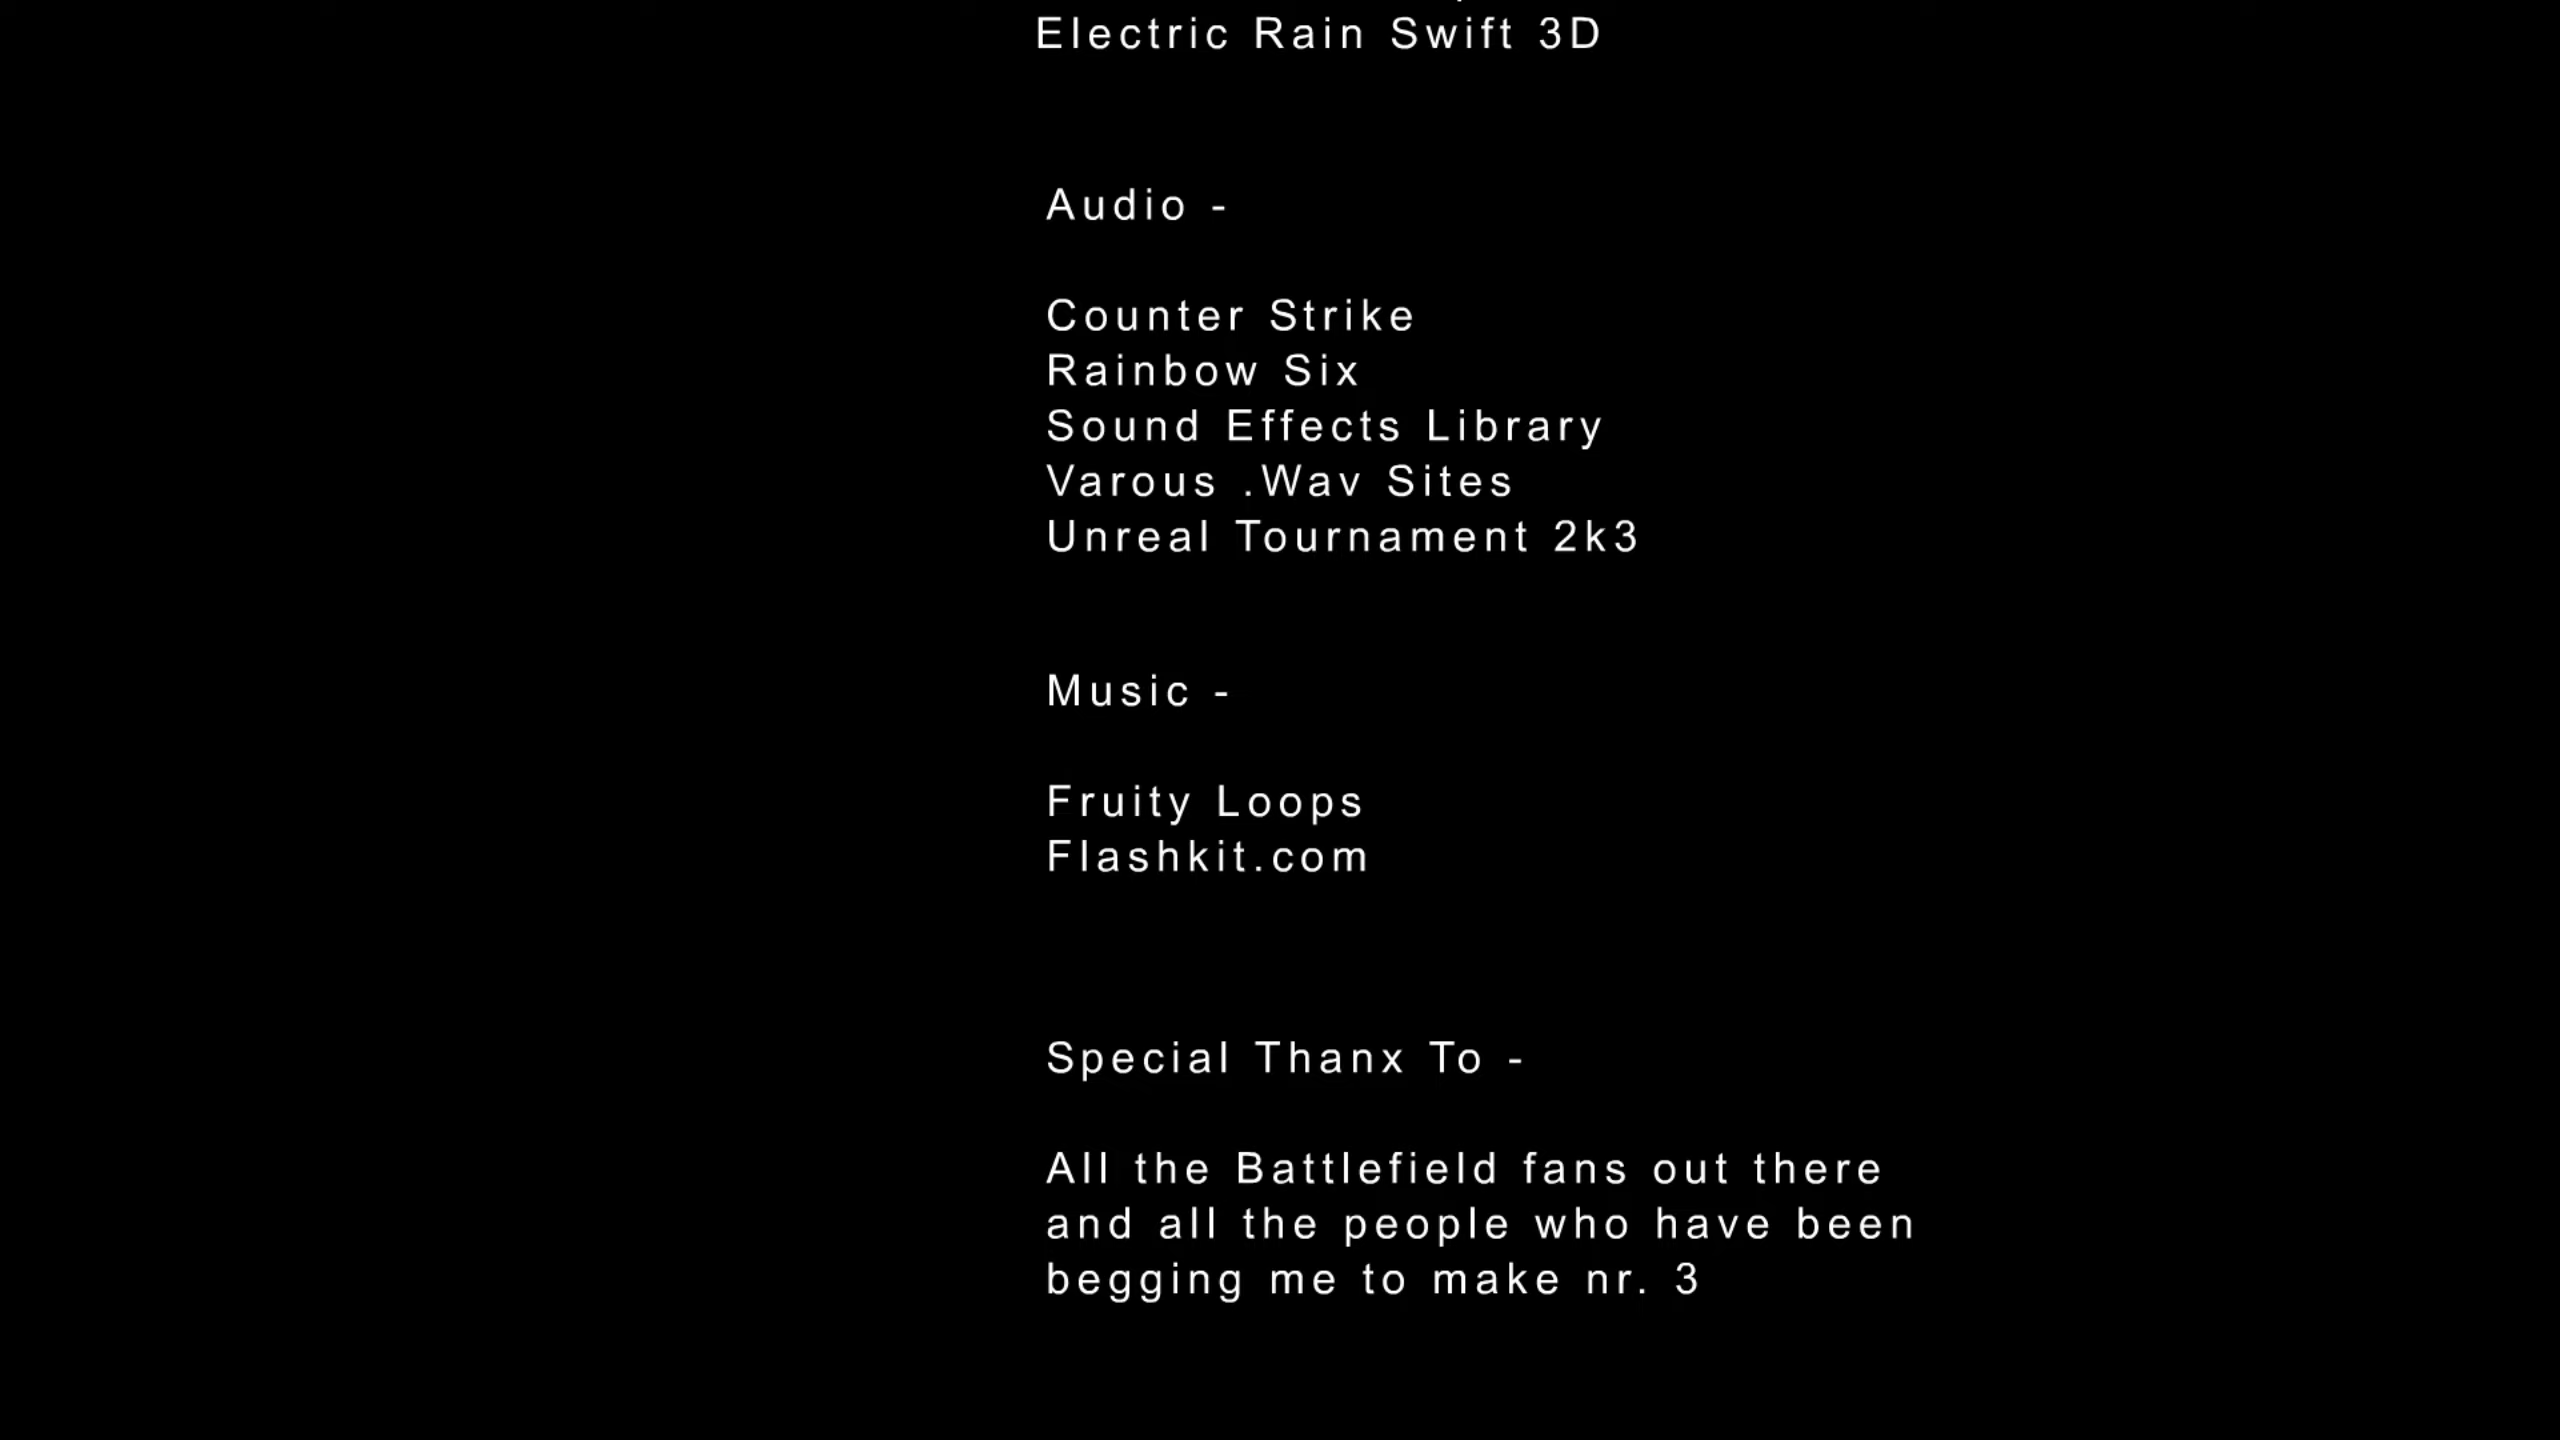 Electric Rain Swift 3D
Audio -
Counter Strike
Rainbow Six
Sound Effects Library
Varous .Wav Sites
Unreal Tournament 2k3
Music -
Fruity Loops
Flashkit.com
Special Thanx To -
All the Battlefield fans out there
and all the people who have been
begging me to make nr. 3